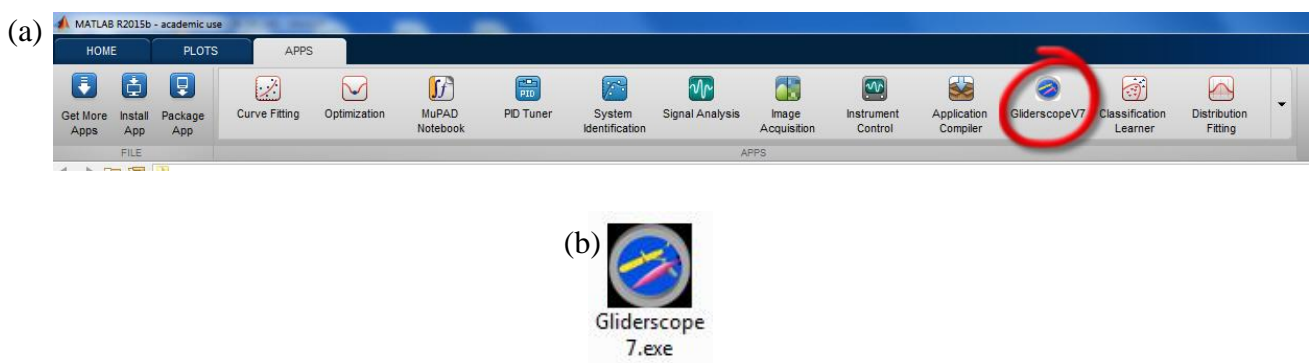 (a)
MATLAB R2015b - academic use
HOME PLOTS APPS
Get More Apps
Install App
Package App
Curve Fitting
Optimization
MuPAD Notebook
PID
PID Tuner
System Identification
Signal Analysis
Image Acquisition
Instrument Control
Application Compiler
GliderscopeV7
Classification Learner
Distribution Fitting
FILE APPS
(b)
Gliderscope
7.exe